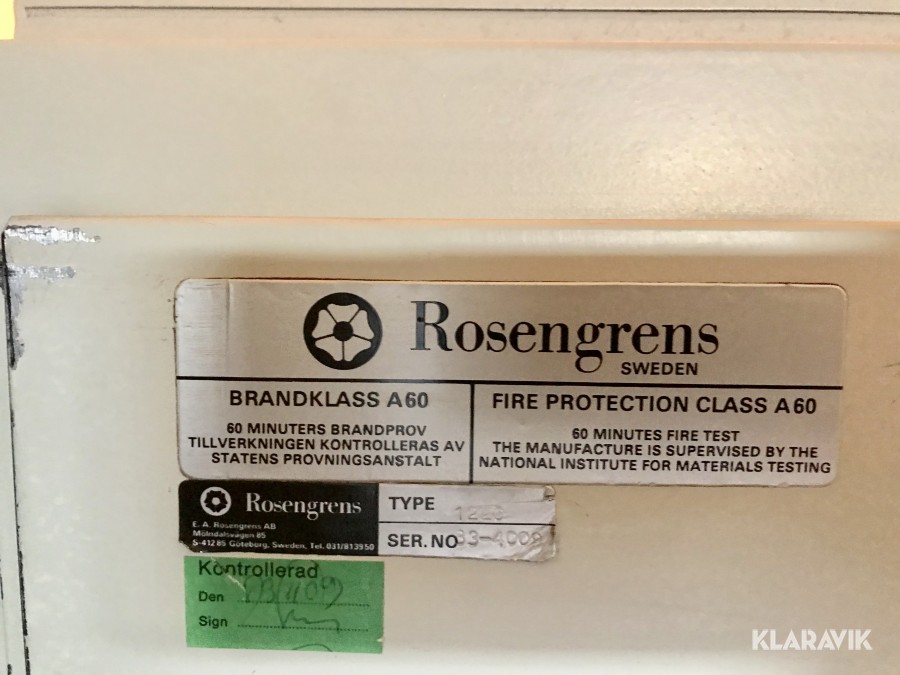 Rosengrens
SWEDEN
BRANDKLASS A60
60 MINUTERS BRANDPROV
TILLVERKNINGEN KONTROLLERAS AV
STATENS PROVNINGSANSTALT
FIRE PROTECTION CLASS A60
60 MINUTES FIRE TEST
THE MANUFACTURE IS SUPERVISED BY THE
NATIONAL INSTITUTE FOR MATERIALS TESTING
Rosengrens
E. A. Rosengrens AB
Mölndalsvägen 85
S-412 85 Göteborg, Sweden, Tel. 031/813950
TYPE
SER. NO
Kontrollerad
Den
Sign
KLARAVIK